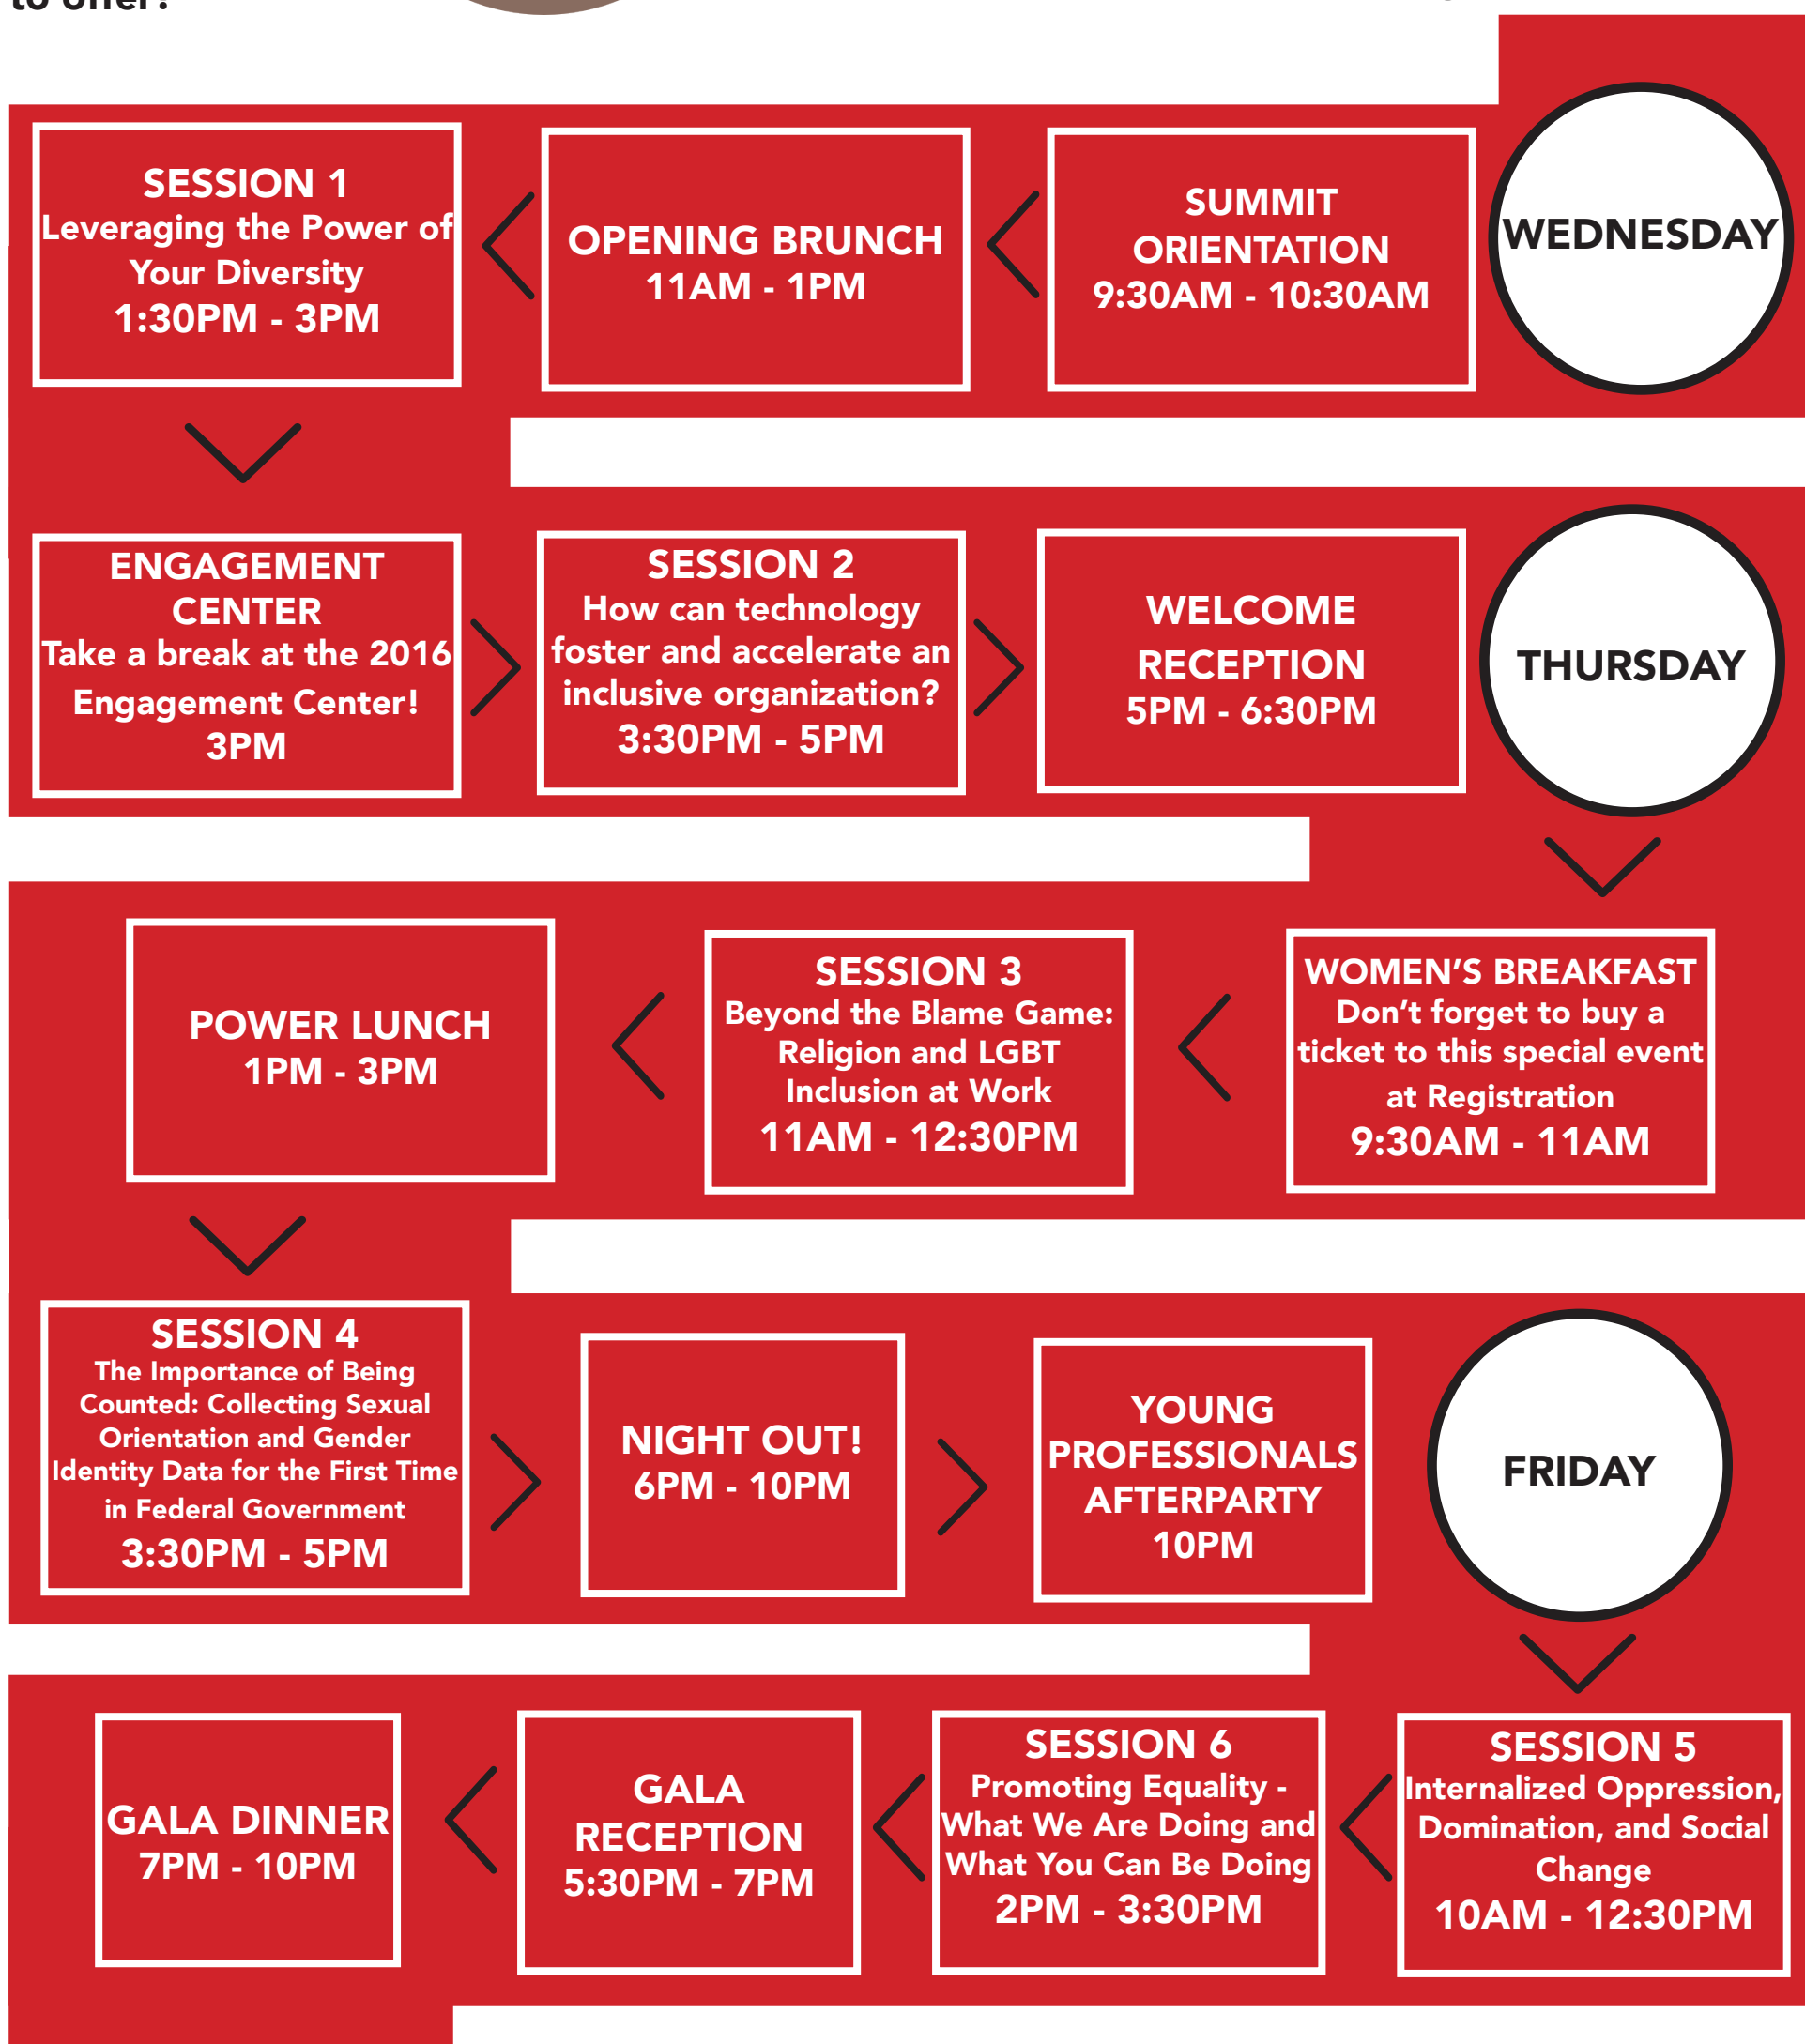 to offer!
WEDNESDAY
SUMMIT
ORIENTATION
9:30AM - 10:30AM
OPENING BRUNCH
11AM - 1PM
SESSION 1
Leveraging the Power of
Your Diversity
1:30PM - 3PM
ENGAGEMENT
CENTER
Take a break at the 2016
Engagement Center!
3PM
SESSION 2
How can technology
foster and accelerate an
inclusive organization?
3:30PM - 5PM
WELCOME
RECEPTION
5PM - 6:30PM
THURSDAY
WOMEN’S BREAKFAST
Don’t forget to buy a
ticket to this special event
at Registration
9:30AM - 11AM
SESSION 3
Beyond the Blame Game:
Religion and LGBT
Inclusion at Work
11AM - 12:30PM
POWER LUNCH
1PM - 3PM
SESSION 4
The Importance of Being
Counted: Collecting Sexual
Orientation and Gender
Identity Data for the First Time
in Federal Government
3:30PM - 5PM
NIGHT OUT!
6PM - 10PM
YOUNG
PROFESSIONALS
AFTERPARTY
10PM
FRIDAY
SESSION 5
Internalized Oppression,
Domination, and Social
Change
10AM - 12:30PM
SESSION 6
Promoting Equality -
What We Are Doing and
What You Can Be Doing
2PM - 3:30PM
GALA
RECEPTION
5:30PM - 7PM
GALA DINNER
7PM - 10PM